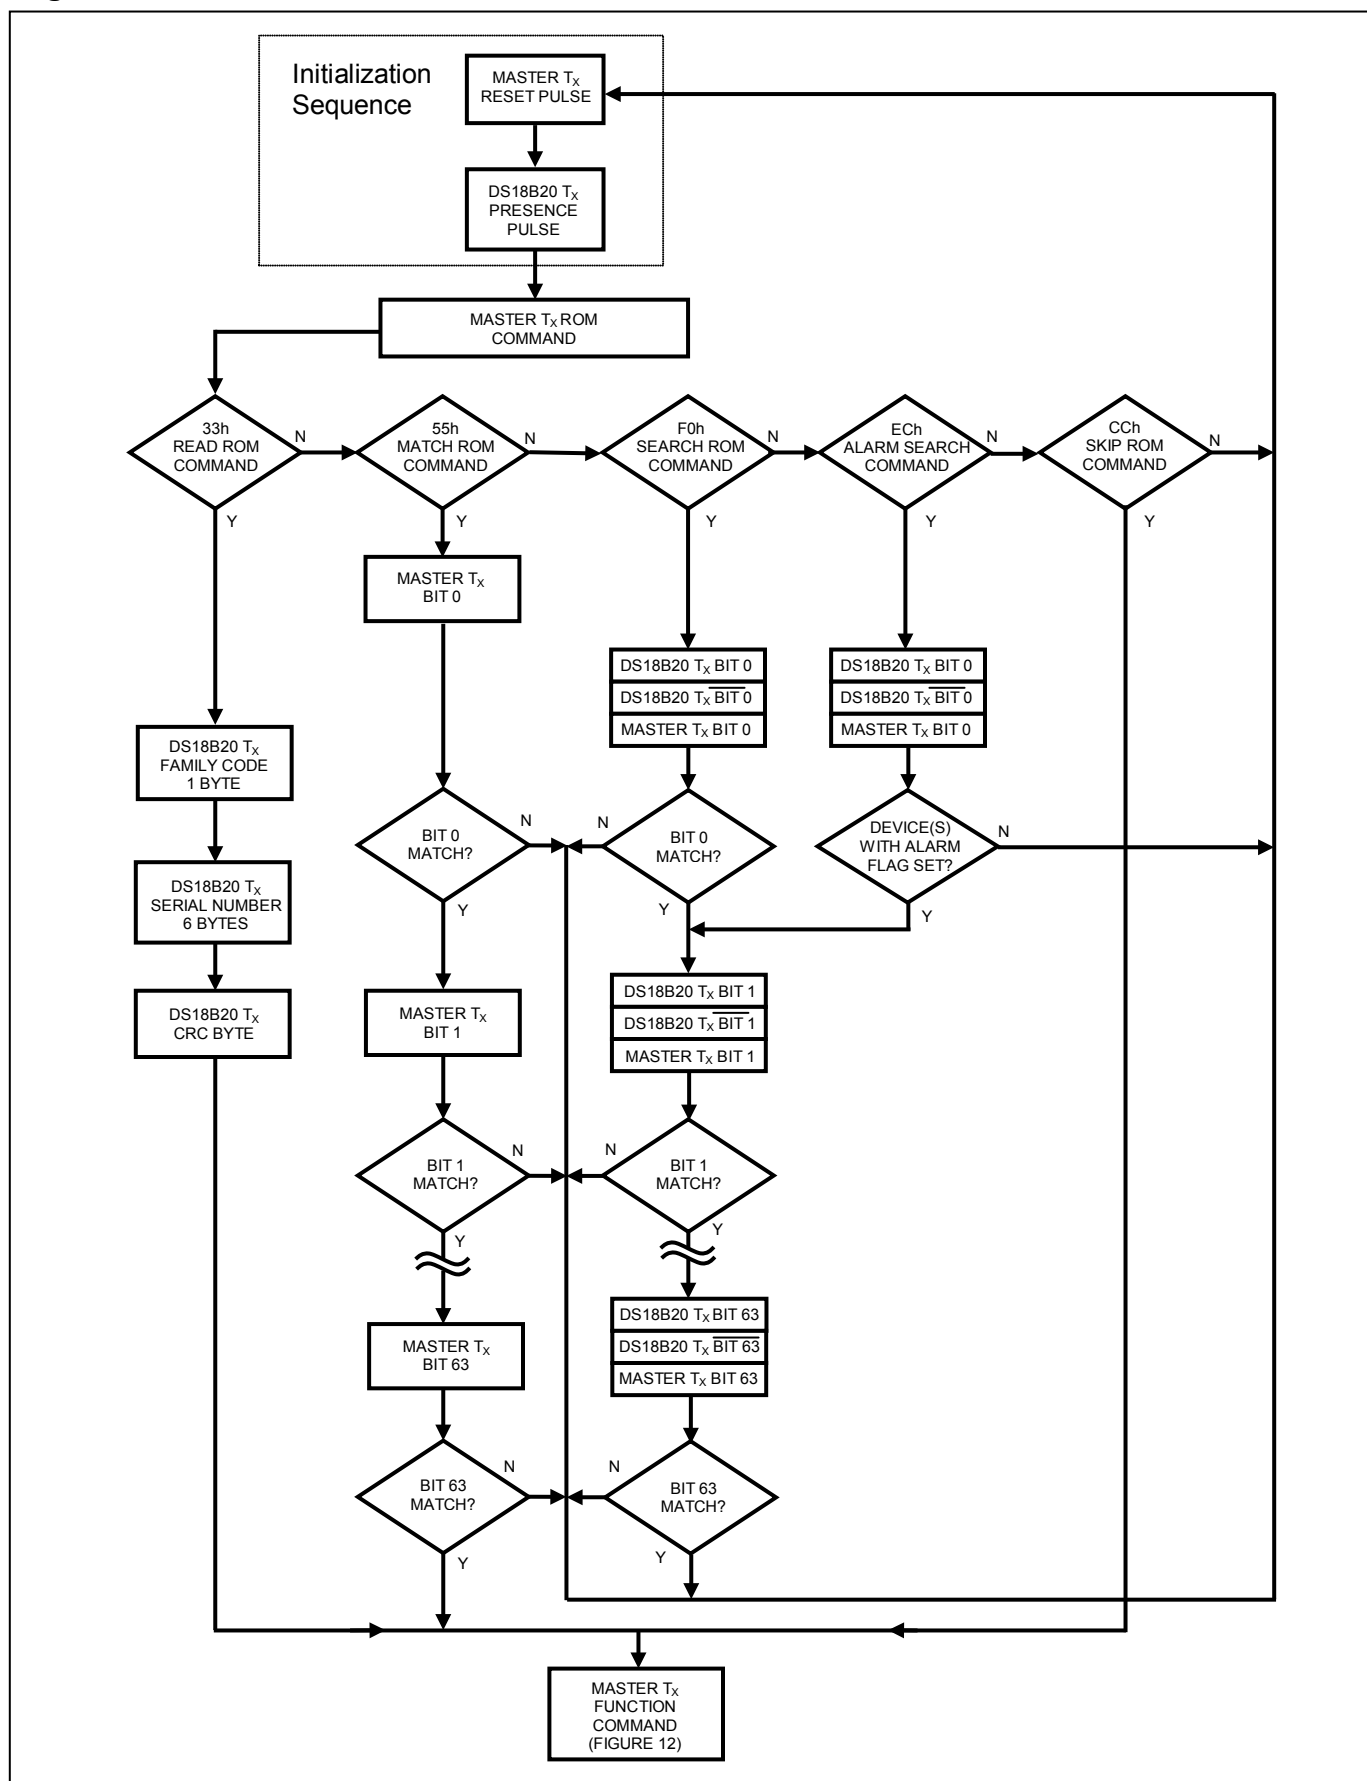 Initialization
Sequence
MASTER TX
RESET PULSE
DS18B20 TX
PRESENCE
PULSE
MASTER TX ROM
COMMAND
33h
READ ROM
COMMAND
N
Y
55h
MATCH ROM
COMMAND
N
Y
F0h
SEARCH ROM
COMMAND
N
Y
ECh
ALARM SEARCH
COMMAND
N
Y
CCh
SKIP ROM
COMMAND
N
Y
MASTER TX
BIT 0
DS18B20 TX BIT 0
DS18B20 TX BIT 0
MASTER TX BIT 0
DS18B20 TX BIT 0
DS18B20 TX BIT 0
MASTER TX BIT 0
DS18B20 TX
FAMILY CODE
1 BYTE
BIT 0
MATCH?
N
Y
N
BIT 0
MATCH?
Y
DEVICE(S)
WITH ALARM
FLAG SET?
N
Y
DS18B20 TX
SERIAL NUMBER
6 BYTES
DS18B20 TX
CRC BYTE
MASTER TX
BIT 1
DS18B20 TX BIT 1
DS18B20 TX BIT 1
MASTER TX BIT 1
BIT 1
MATCH?
N
Y
N
BIT 1
MATCH?
Y
MASTER TX
BIT 63
DS18B20 TX BIT 63
DS18B20 TX BIT 63
MASTER TX BIT 63
BIT 63
MATCH?
N
Y
N
BIT 63
MATCH?
Y
MASTER TX
FUNCTION
COMMAND
(FIGURE 12)